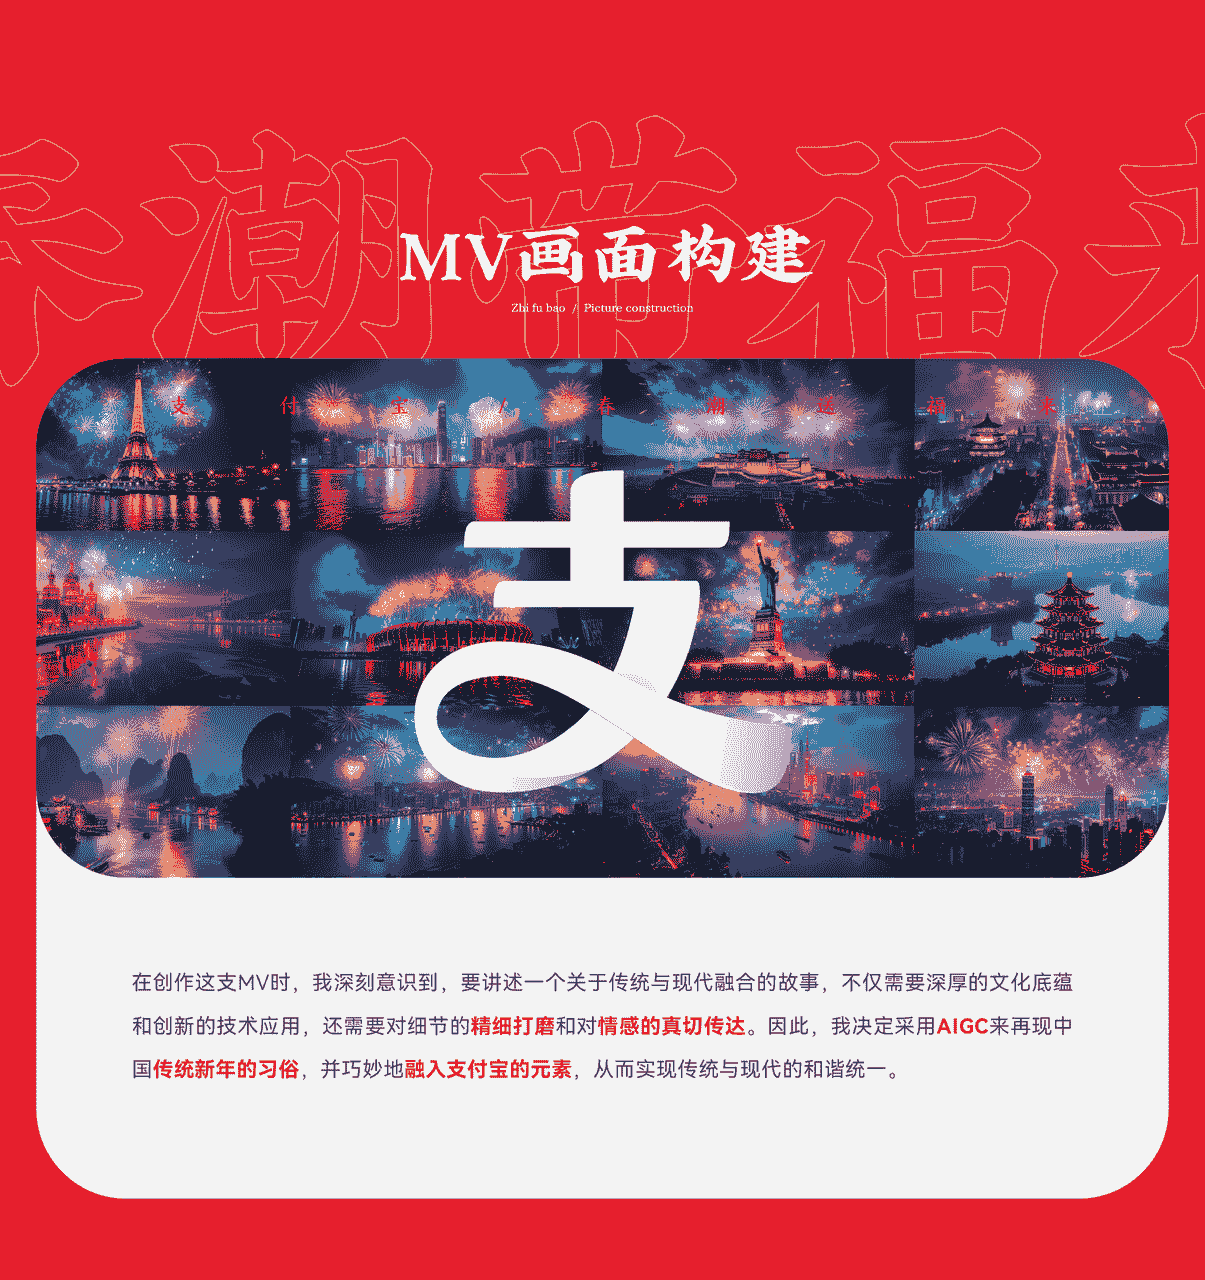 潮带福来
MV画面构建
Zhi fu bao / Picture construction
支 付 宝 / 春 潮 福 来
支
在创作这支MV时，我深刻意识到，要讲述一个关于传统与现代融合的故事，不仅需要深厚的文化底蕴
和创新的技术应用，还需要对细节的精细打磨和对情感的真切传达。因此，我决定采用AIGC来再现中
国传统新年的习俗，并巧妙地融入支付宝的元素，从而实现传统与现代的和谐统一。